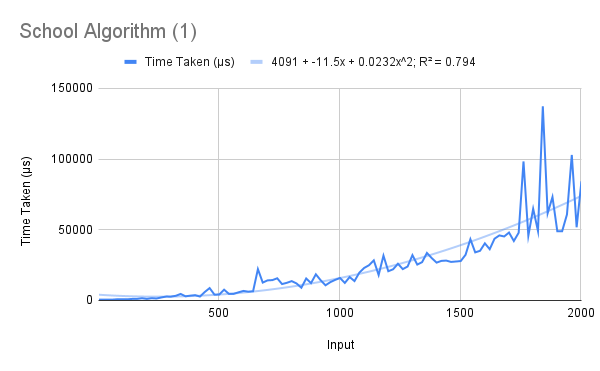 School Algorithm (1)
Time Taken (µs) 4091 + -11.5x + 0.0232x^2; R² = 0.794
150000
100000
50000
0
Time Taken (µs)
500 1000 1500 2000
Input